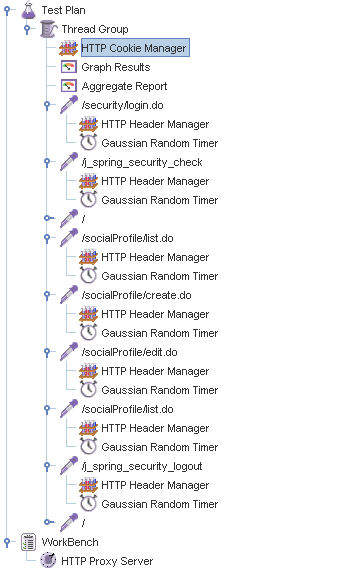 Test Plan
Thread Group
HTTP Cookie Manager
Graph Results
Aggregate Report
/security/login.do
HTTP Header Manager
Gaussian Random Timer
/j_spring_security_check
HTTP Header Manager
Gaussian Random Timer
/
/socialProfile/list.do
HTTP Header Manager
Gaussian Random Timer
/socialProfile/create.do
HTTP Header Manager
Gaussian Random Timer
/socialProfile/edit.do
HTTP Header Manager
Gaussian Random Timer
/socialProfile/list.do
HTTP Header Manager
Gaussian Random Timer
/j_spring_security_logout
HTTP Header Manager
Gaussian Random Timer
/
WorkBench
HTTP Proxy Server